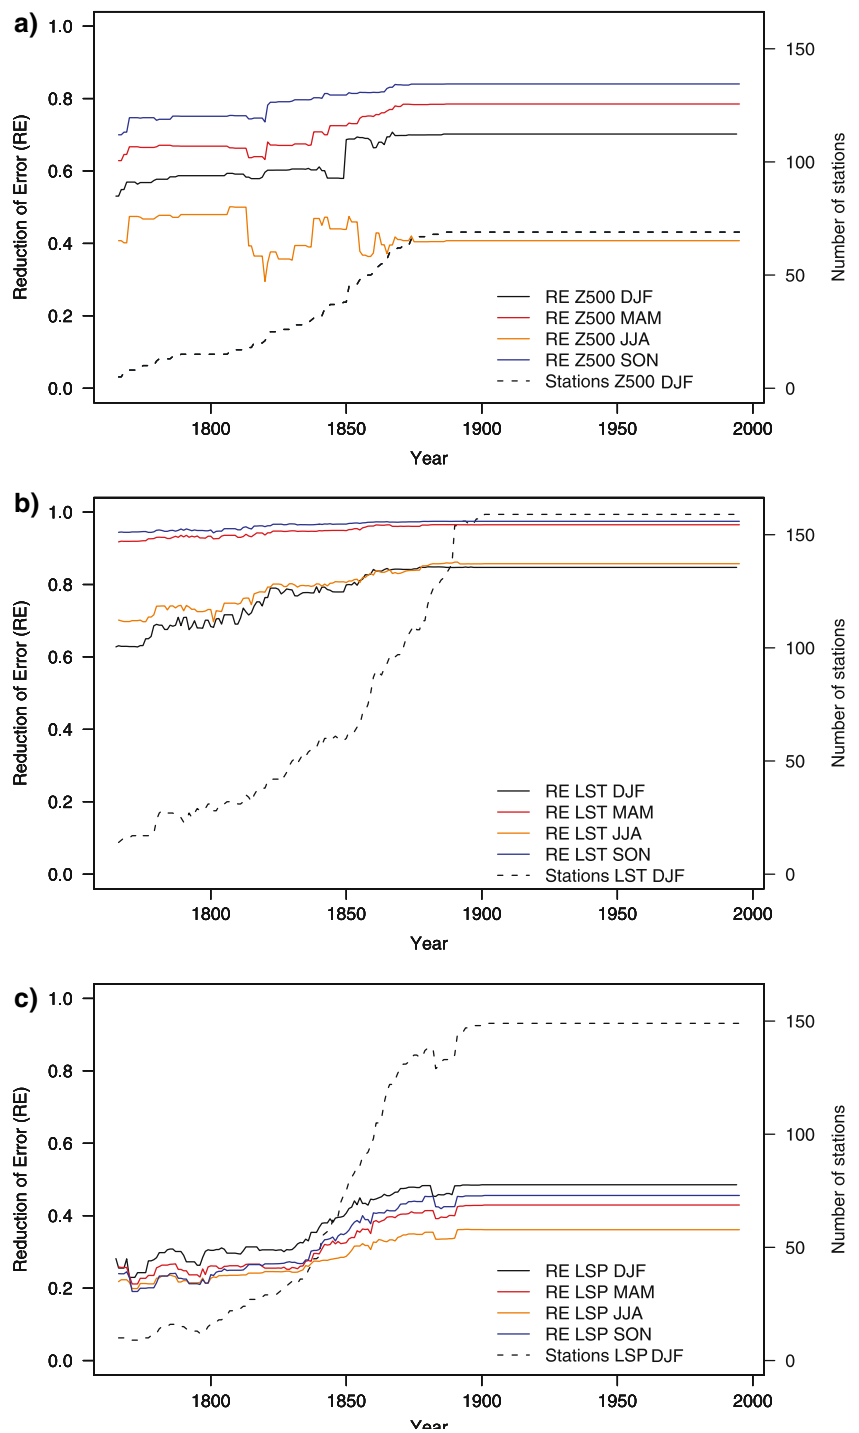 a)
1.0
0.8
0.6
0.4
0.2
0.0
Reduction of Error (RE)
150
100
50
0
Number of stations
RE Z500 DJF
RE Z500 MAM
RE Z500 JJA
RE Z500 SON
Stations Z500 DJF
1800 1850 1900 1950 2000
Year
b)
1.0
0.8
0.6
0.4
0.2
0.0
Reduction of Error (RE)
150
100
50
0
Number of stations
RE LST DJF
RE LST MAM
RE LST JJA
RE LST SON
Stations LST DJF
1800 1850 1900 1950 2000
Year
c)
1.0
0.8
0.6
0.4
0.2
0.0
Reduction of Error (RE)
150
100
50
0
Number of stations
RE LSP DJF
RE LSP MAM
RE LSP JJA
RE LSP SON
Stations LSP DJF
1800 1850 1900 1950 2000
Year